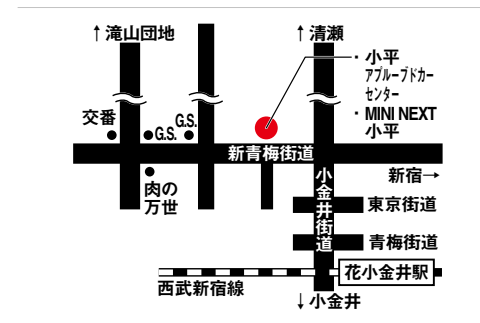 ↑滝山団地
↑清瀬
・小平
アプルーブドカー
センター
・MINI NEXT
小平
交番
G.S.
G.S.
新青梅街道
新宿→
肉の
万世
小金井街道
東京街道
青梅街道
花小金井駅
西武新宿線
↓小金井